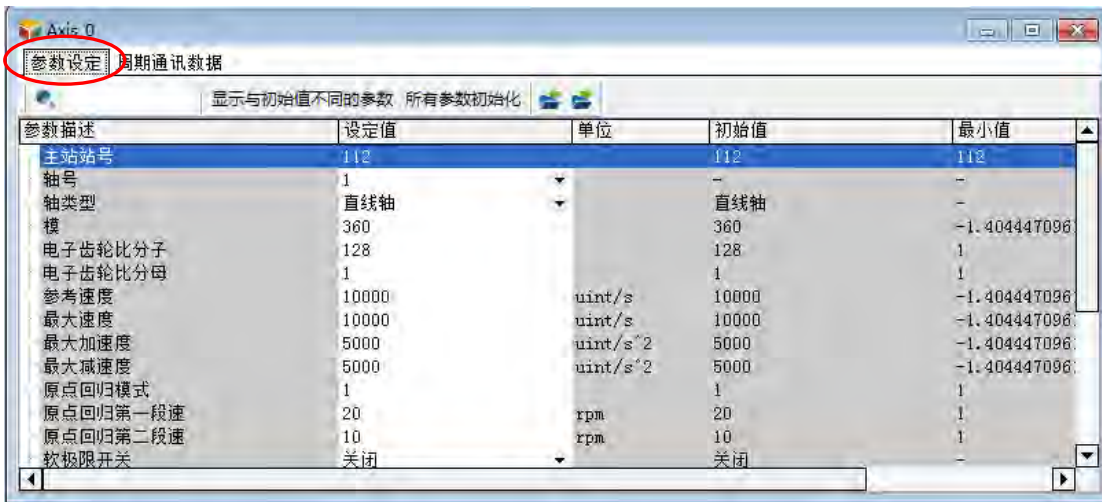 Axis 0
参数设定 周期通讯数据
显示与初始值不同的参数 所有参数初始化
参数描述 设定值 单位 初始值 最小值
主站站号 112 112 112
轴号 1 - -
轴类型 直线轴 直线轴 -
模 360 360 -1.404447096
电子齿轮比分子 128 128 1
电子齿轮比分母 1 1 1
参考速度 10000 uint/s 10000 -1.404447096
最大速度 10000 uint/s 10000 -1.404447096
最大加速度 5000 uint/s^2 5000 -1.404447096
最大减速度 5000 uint/s^2 5000 -1.404447096
原点回归模式 1 1 1
原点回归第一段速 20 rpm 20 1
原点回归第二段速 10 rpm 10 1
软极限开关 关闭 关闭 -